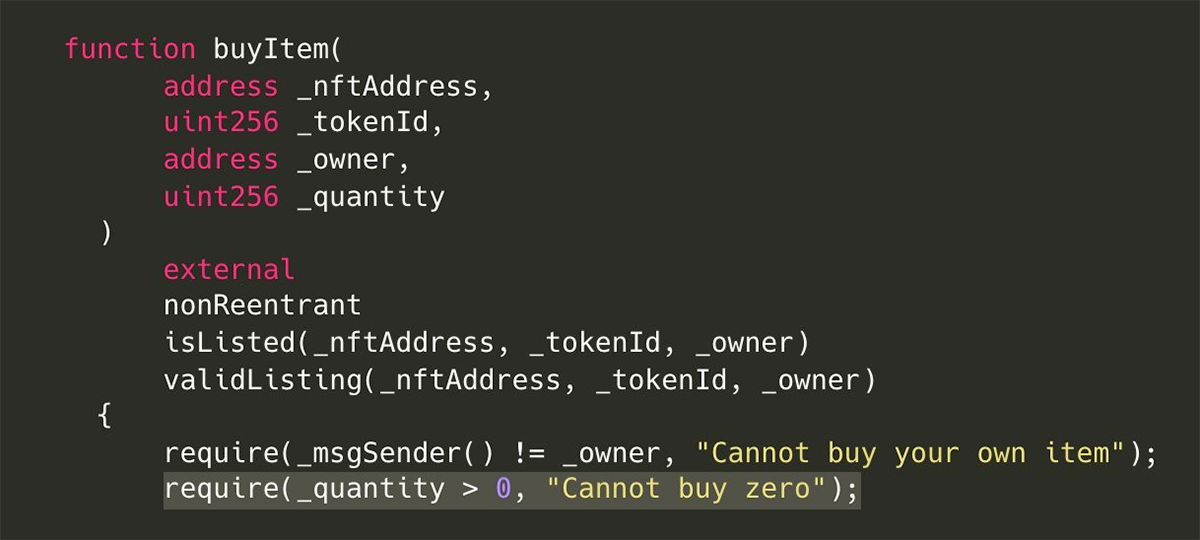 function buyItem(
address _nftAddress,
uint256 _tokenId,
address _owner,
uint256 _quantity
)
external
nonReentrant
isListed(_nftAddress, _tokenId, _owner)
validListing(_nftAddress, _tokenId, _owner)
{
require(_msgSender() != _owner, "Cannot buy your own item");
require(_quantity > 0, "Cannot buy zero");